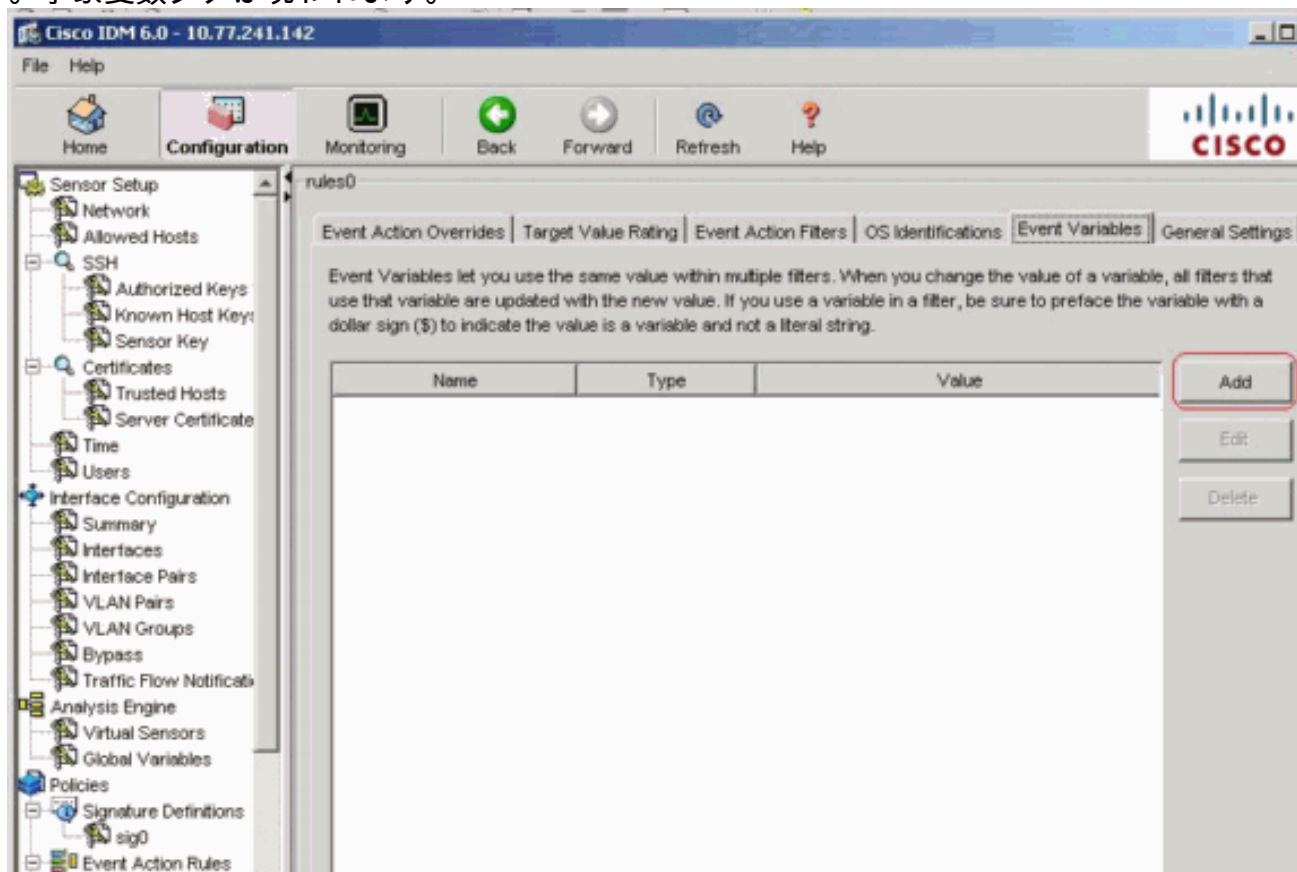 Cisco IDM 6.0 - 10.77.241.142
File Help
Home Configuration Monitoring Back Forward Refresh Help
CISCO
Sensor Setup
Network
Allowed Hosts
SSH
Authorized Keys
Known Host Keys
Sensor Key
Certificates
Trusted Hosts
Server Certificate
Time
Users
Interface Configuration
Summary
Interfaces
Interface Pairs
VLAN Pairs
VLAN Groups
Bypass
Traffic Flow Notificati
Analysis Engine
Virtual Sensors
Global Variables
Policies
Signature Definitions
sig0
Event Action Rules
rules0
Event Action Overrides Target Value Rating Event Action Filters OS Identifications Event Variables General Settings
Event Variables let you use the same value within multiple filters. When you change the value of a variable, all filters that
use that variable are updated with the new value. If you use a variable in a filter, be sure to preface the variable with a
dollar sign ($) to indicate the value is a variable and not a literal string.
Name Type Value
Add
Edit
Delete